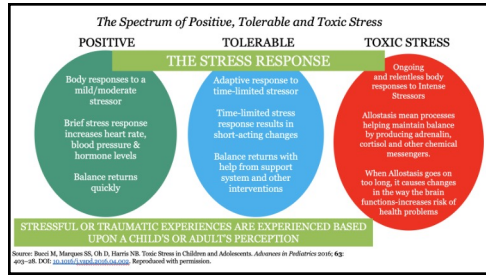 The Spectrum of Positive, Tolerable and Toxic Stress
POSITIVE
TOLERABLE
TOXIC STRESS
THE STRESS RESPONSE
Body responses to a
mild/moderate
stressor
Brief stress response
increases heart rate,
blood pressure &
hormone levels
Balance returns
quickly
Adaptive response to
time-limited stressor
Time-limited stress
response results in
short-acting changes
Balance returns with
help from support
system and other
interventions
Ongoing
and relentless body
responses to Intense
Stressors
Allostasis mean processes
helping maintain balance
by producing adrenalin,
cortisol and other chemical
messengers.
When Allostasis goes on
too long, it causes changes
in the way the brain
functions-increases risk of
health problems
STRESSFUL OR TRAUMATIC EXPERIENCES ARE EXPERIENCED BASED
UPON A CHILD'S OR ADULT'S PERCEPTION
Source: Bucci M, Marques SS, Oh D, Harris NB. Toxic Stress in Children and Adolescents. Advances in Pediatrics 2016; 63:
403–28. DOI: 10.1016/j.yapd.2016.04.002. Reproduced with permission.